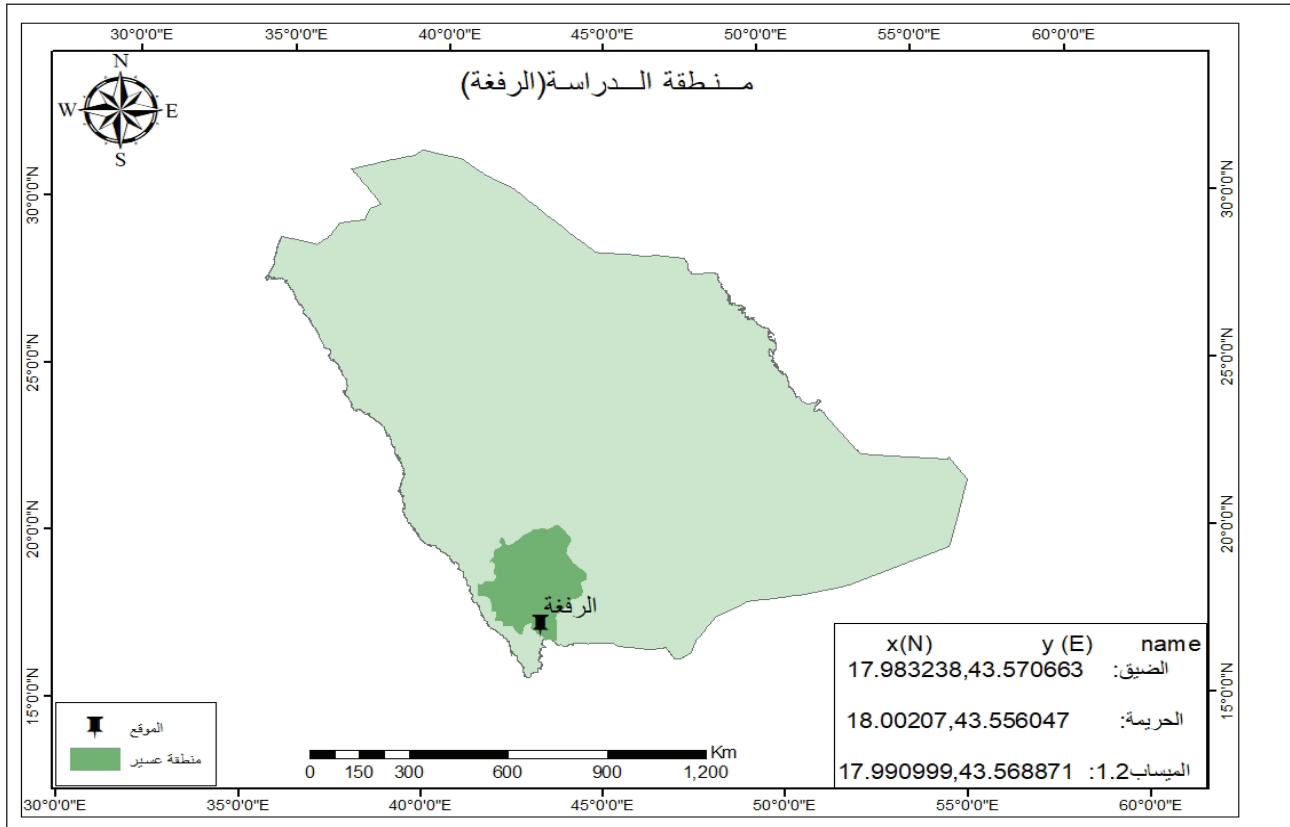 30°0'0"E 35°0'0"E 40°0'0"E 45°0'0"E 50°0'0"E 55°0'0"E 60°0'0"E
مـنـطقة الـدراسـة(الرفغة)
N
W E
S
30°0'0"N 30°0'0"N
25°0'0"N 25°0'0"N
20°0'0"N 20°0'0"N
15°0'0"N 15°0'0"N
الرفغة
x(N) y (E) name
الضيق: 17.983238,43.570663
الحريمة: 18.00207,43.556047
الميساب1.2: 17.990999,43.568871
الموقع
منطقة عسير
Km
0 150 300 600 900 1,200
30°0'0"E 35°0'0"E 40°0'0"E 45°0'0"E 50°0'0"E 55°0'0"E 60°0'0"E